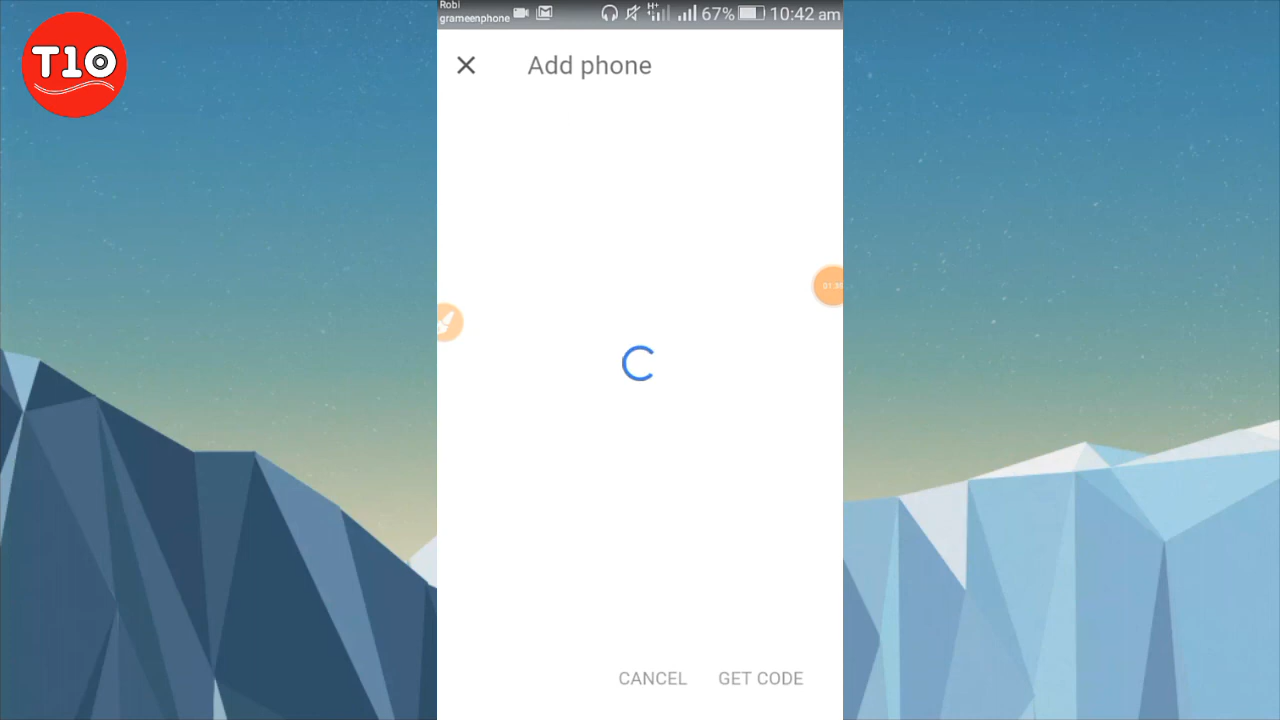 T10
Robi
grameenphone
67%
10:42 am
Add phone
CANCEL
GET CODE